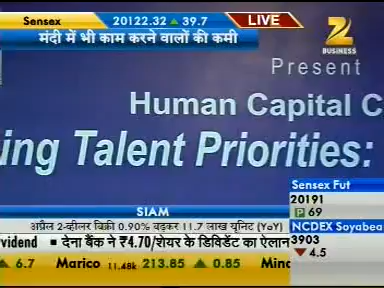 Sensex 20122.32 ▲ 39.7 LIVE
मंदी में भी काम करने वालों की कमी
ZEE
BUSINESS
Present
Human Capital C
ing Talent Priorities:
Sensex Fut
20191
P 69
SIAM
अप्रैल 2-व्हीलर बिक्री 0.90% बढ़कर 11.7 लाख यूनिट (YoY)
NCDEX Soyabea
3903
▼ 4.5
vidend ▪ देना बैंक ने ₹4.70/शेयर के डिविडेंट का ऐलान
▲ 6.7 Marico 11.48k 213.85 ▲ 0.85 Mind